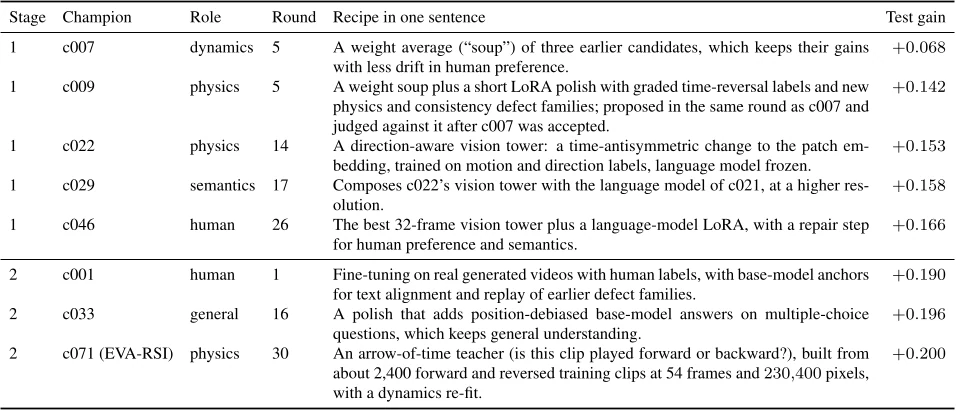 Stage Champion Role Round Recipe in one sentence Test gain
1 c007 dynamics 5 A weight average (“soup”) of three earlier candidates, which keeps their gains +0.068
with less drift in human preference.
1 c009 physics 5 A weight soup plus a short LoRA polish with graded time-reversal labels and new +0.142
physics and consistency defect families; proposed in the same round as c007 and
judged against it after c007 was accepted.
1 c022 physics 14 A direction-aware vision tower: a time-antisymmetric change to the patch em- +0.153
bedding, trained on motion and direction labels, language model frozen.
1 c029 semantics 17 Composes c022’s vision tower with the language model of c021, at a higher res- +0.158
olution.
1 c046 human 26 The best 32-frame vision tower plus a language-model LoRA, with a repair step +0.166
for human preference and semantics.
2 c001 human 1 Fine-tuning on real generated videos with human labels, with base-model anchors +0.190
for text alignment and replay of earlier defect families.
2 c033 general 16 A polish that adds position-debiased base-model answers on multiple-choice +0.196
questions, which keeps general understanding.
2 c071 (EVA-RSI) physics 30 An arrow-of-time teacher (is this clip played forward or backward?), built from +0.200
about 2,400 forward and reversed training clips at 54 frames and 230,400 pixels,
with a dynamics re-fit.